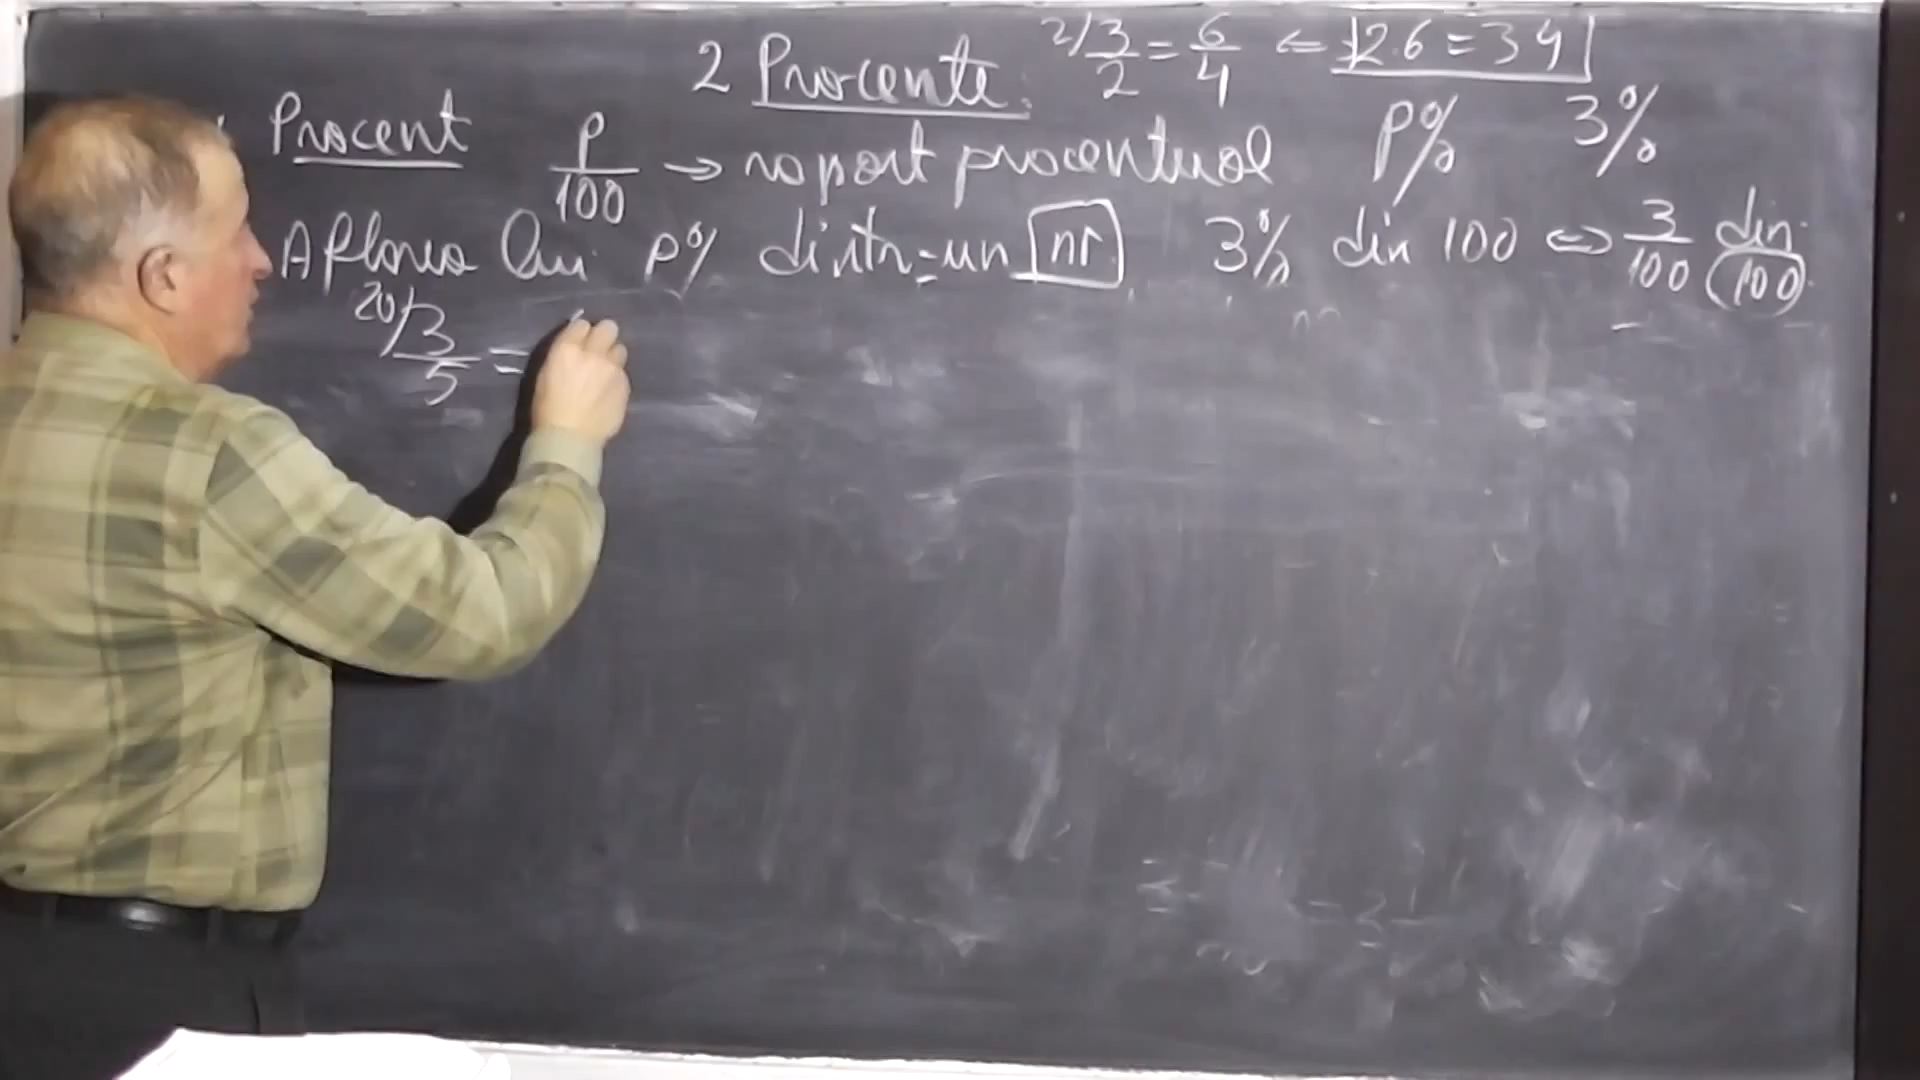 2 Procente. 2/ 3/2 = 6/4 ⇐ 12·6 = 3·4
Procent p/100 → raport procentual p% 3%
Aflarea lui p% dintr-un nr. 3% din 100 ⇔ 3/100 din 100
20/ 3/5 =